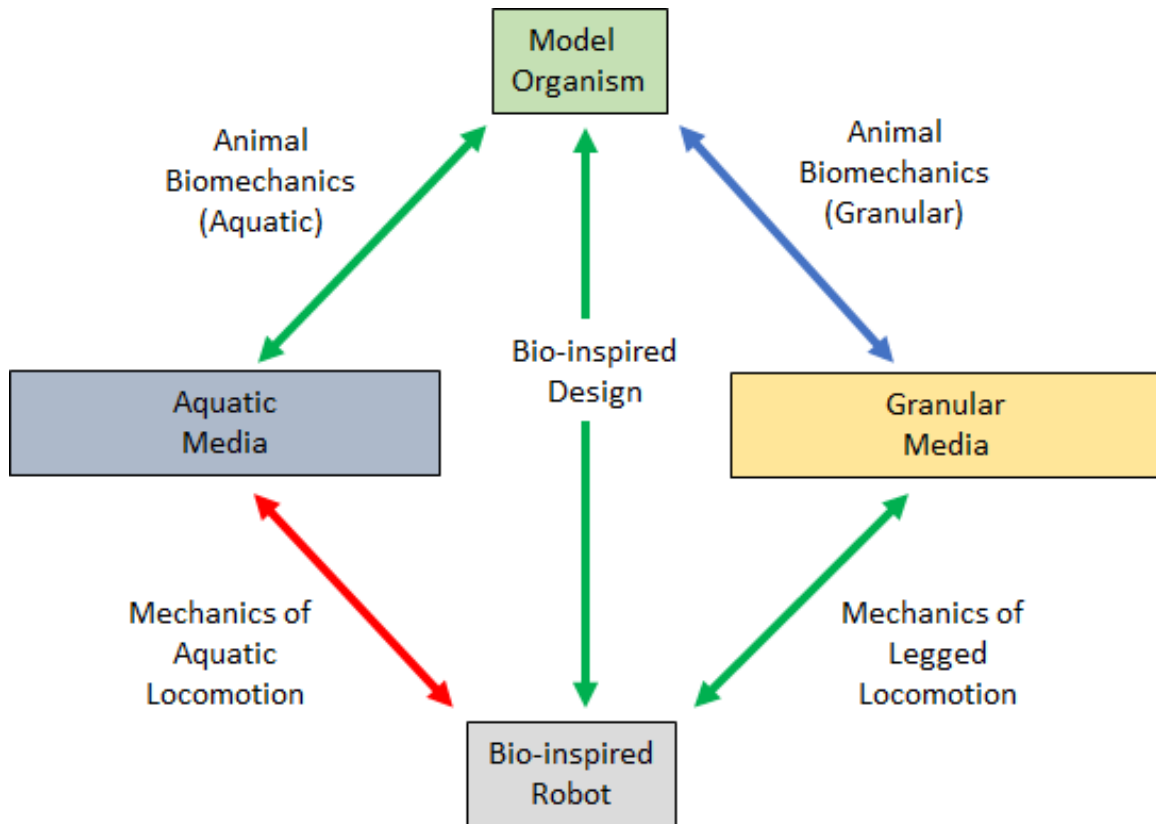 Model
Organism
Animal
Biomechanics
(Aquatic)
Animal
Biomechanics
(Granular)
Bio-inspired
Design
Aquatic
Media
Granular
Media
Mechanics of
Aquatic
Locomotion
Mechanics of
Legged
Locomotion
Bio-inspired
Robot